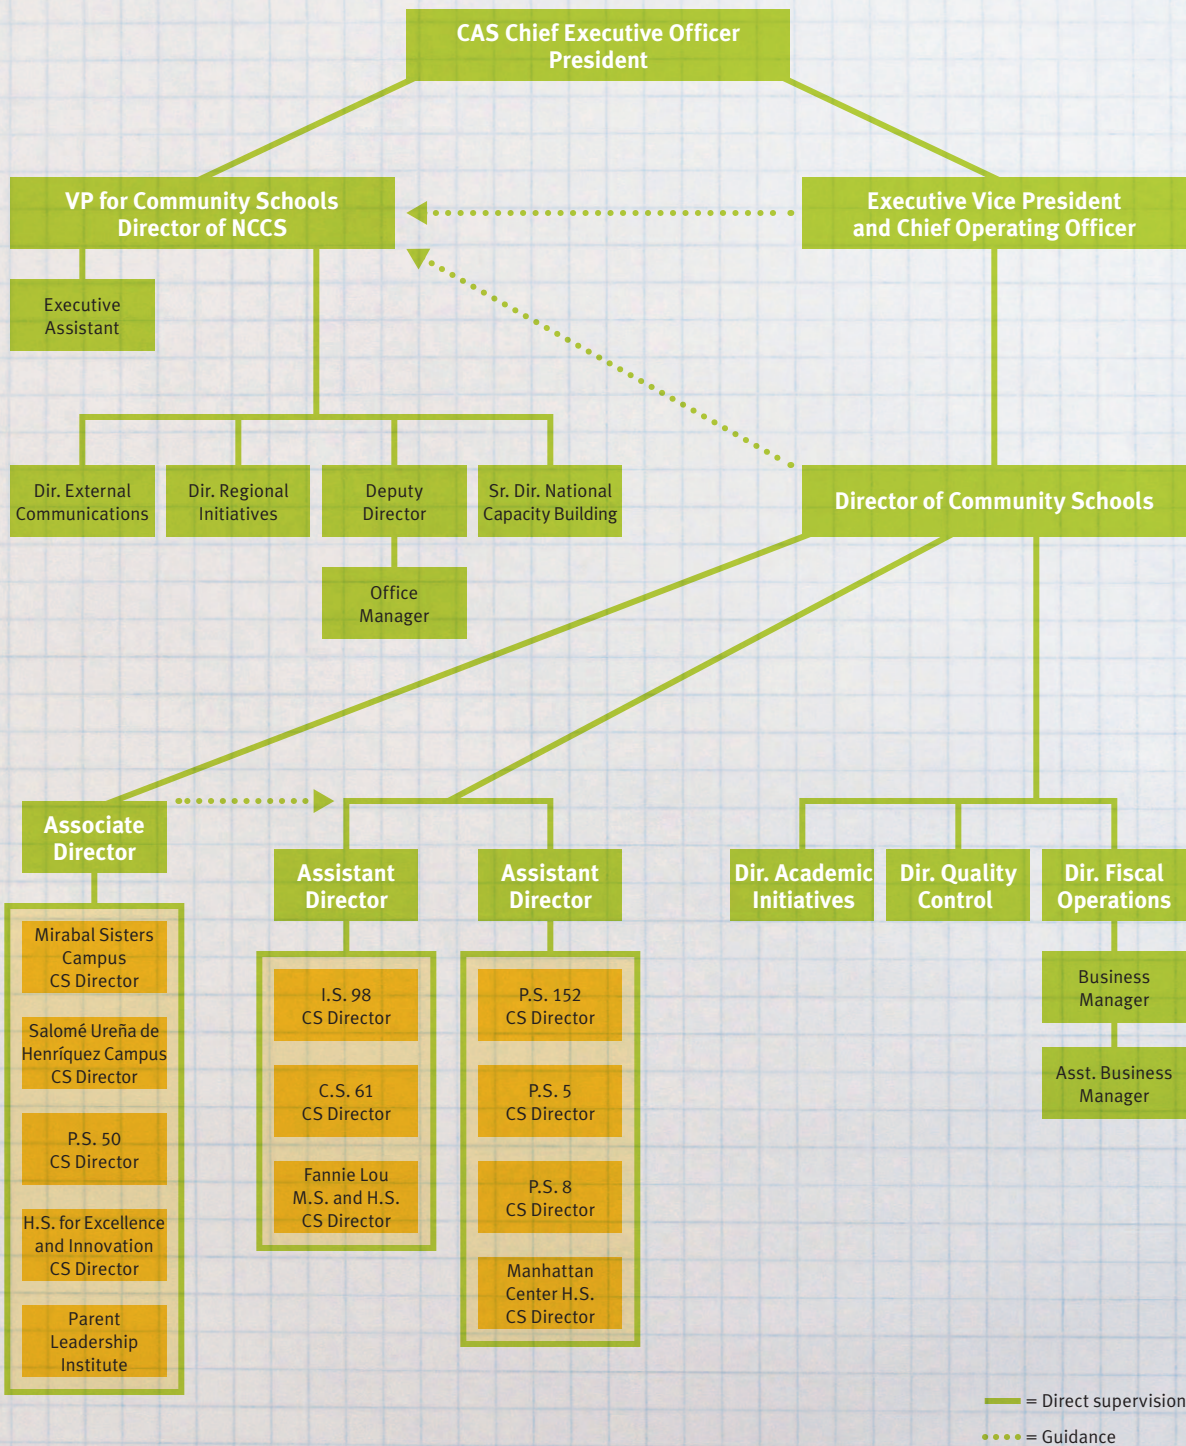 CAS Chief Executive Officer
President
VP for Community Schools
Director of NCCS
Executive Vice President
and Chief Operating Officer
Executive
Assistant
Dir. External
Communications
Dir. Regional
Initiatives
Deputy
Director
Sr. Dir. National
Capacity Building
Director of Community Schools
Office
Manager
Associate
Director
Assistant
Director
Assistant
Director
Dir. Academic
Initiatives
Dir. Quality
Control
Dir. Fiscal
Operations
Mirabal Sisters
Campus
CS Director
Salomé Ureña de
Henríquez Campus
CS Director
P.S. 50
CS Director
H.S. for Excellence
and Innovation
CS Director
Parent
Leadership
Institute
I.S. 98
CS Director
C.S. 61
CS Director
Fannie Lou
M.S. and H.S.
CS Director
P.S. 152
CS Director
P.S. 5
CS Director
P.S. 8
CS Director
Manhattan
Center H.S.
CS Director
Business
Manager
Asst. Business
Manager
= Direct supervision
= Guidance